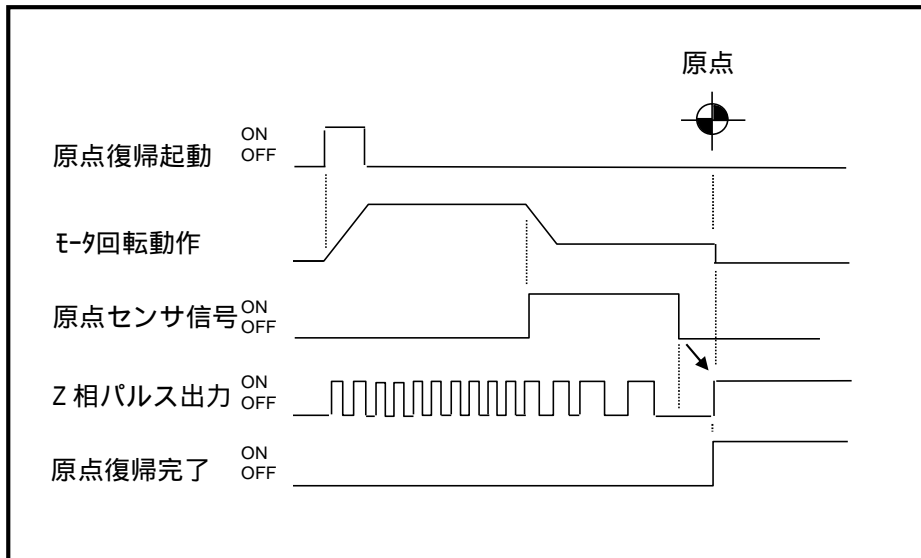 原点
原点復帰起動
ON
OFF
ﾓｰﾀ回転動作
原点センサ信号
ON
OFF
Z 相パルス出力
ON
OFF
原点復帰完了
ON
OFF